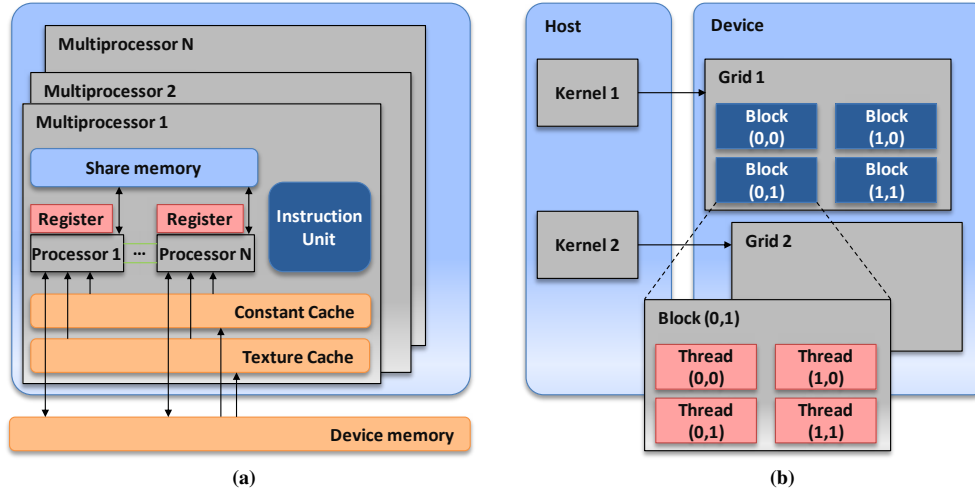 Multiprocessor N
Multiprocessor 2
Multiprocessor 1
Share memory
Register
Register
Instruction
Unit
Processor 1
...
Processor N
Constant Cache
Texture Cache
Device memory
(a)
Host
Device
Kernel 1
Grid 1
Block
(0,0)
Block
(1,0)
Block
(0,1)
Block
(1,1)
Kernel 2
Grid 2
Block (0,1)
Thread
(0,0)
Thread
(1,0)
Thread
(0,1)
Thread
(1,1)
(b)